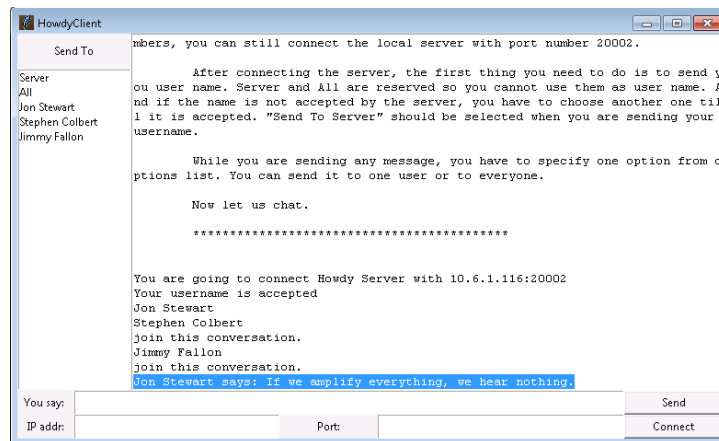 HowdyClient
Send To
Server
All
Jon Stewart
Stephen Colbert
Jimmy Fallon
mbers, you can still connect the local server with port number 20002.
After connecting the server, the first thing you need to do is to send y
ou user name. Server and All are reserved so you cannot use them as user name. A
nd if the name is not accepted by the server, you have to choose another one til
l it is accepted. "Send To Server" should be selected when you are sending your
username.
While you are sending any message, you have to specify one option from o
ptions list. You can send it to one user or to everyone.
Now let us chat.
*******************************************
You are going to connect Howdy Server with 10.6.1.116:20002
Your username is accepted
Jon Stewart
Stephen Colbert
join this conversation.
Jimmy Fallon
join this conversation.
Jon Stewart says: If we amplify everything, we hear nothing.
You say:
Send
IP addr:
Port:
Connect